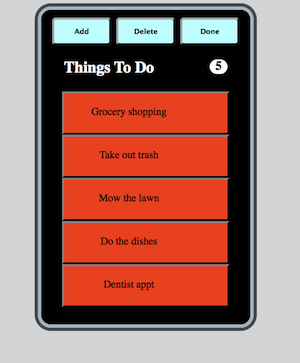 Add Delete Done
Things To Do 5
Grocery shopping
Take out trash
Mow the lawn
Do the dishes
Dentist appt